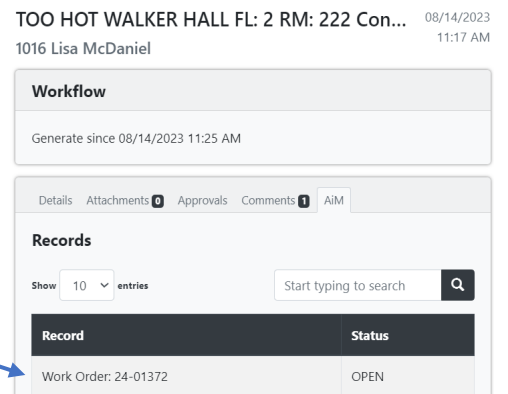 TOO HOT WALKER HALL FL: 2 RM: 222 Con... 08/14/2023
11:17 AM
1016 Lisa McDaniel
Workflow
Generate since 08/14/2023 11:25 AM
Details Attachments 0 Approvals Comments 1 AiM
Records
Show 10 entries Start typing to search
Record Status
Work Order: 24-01372 OPEN